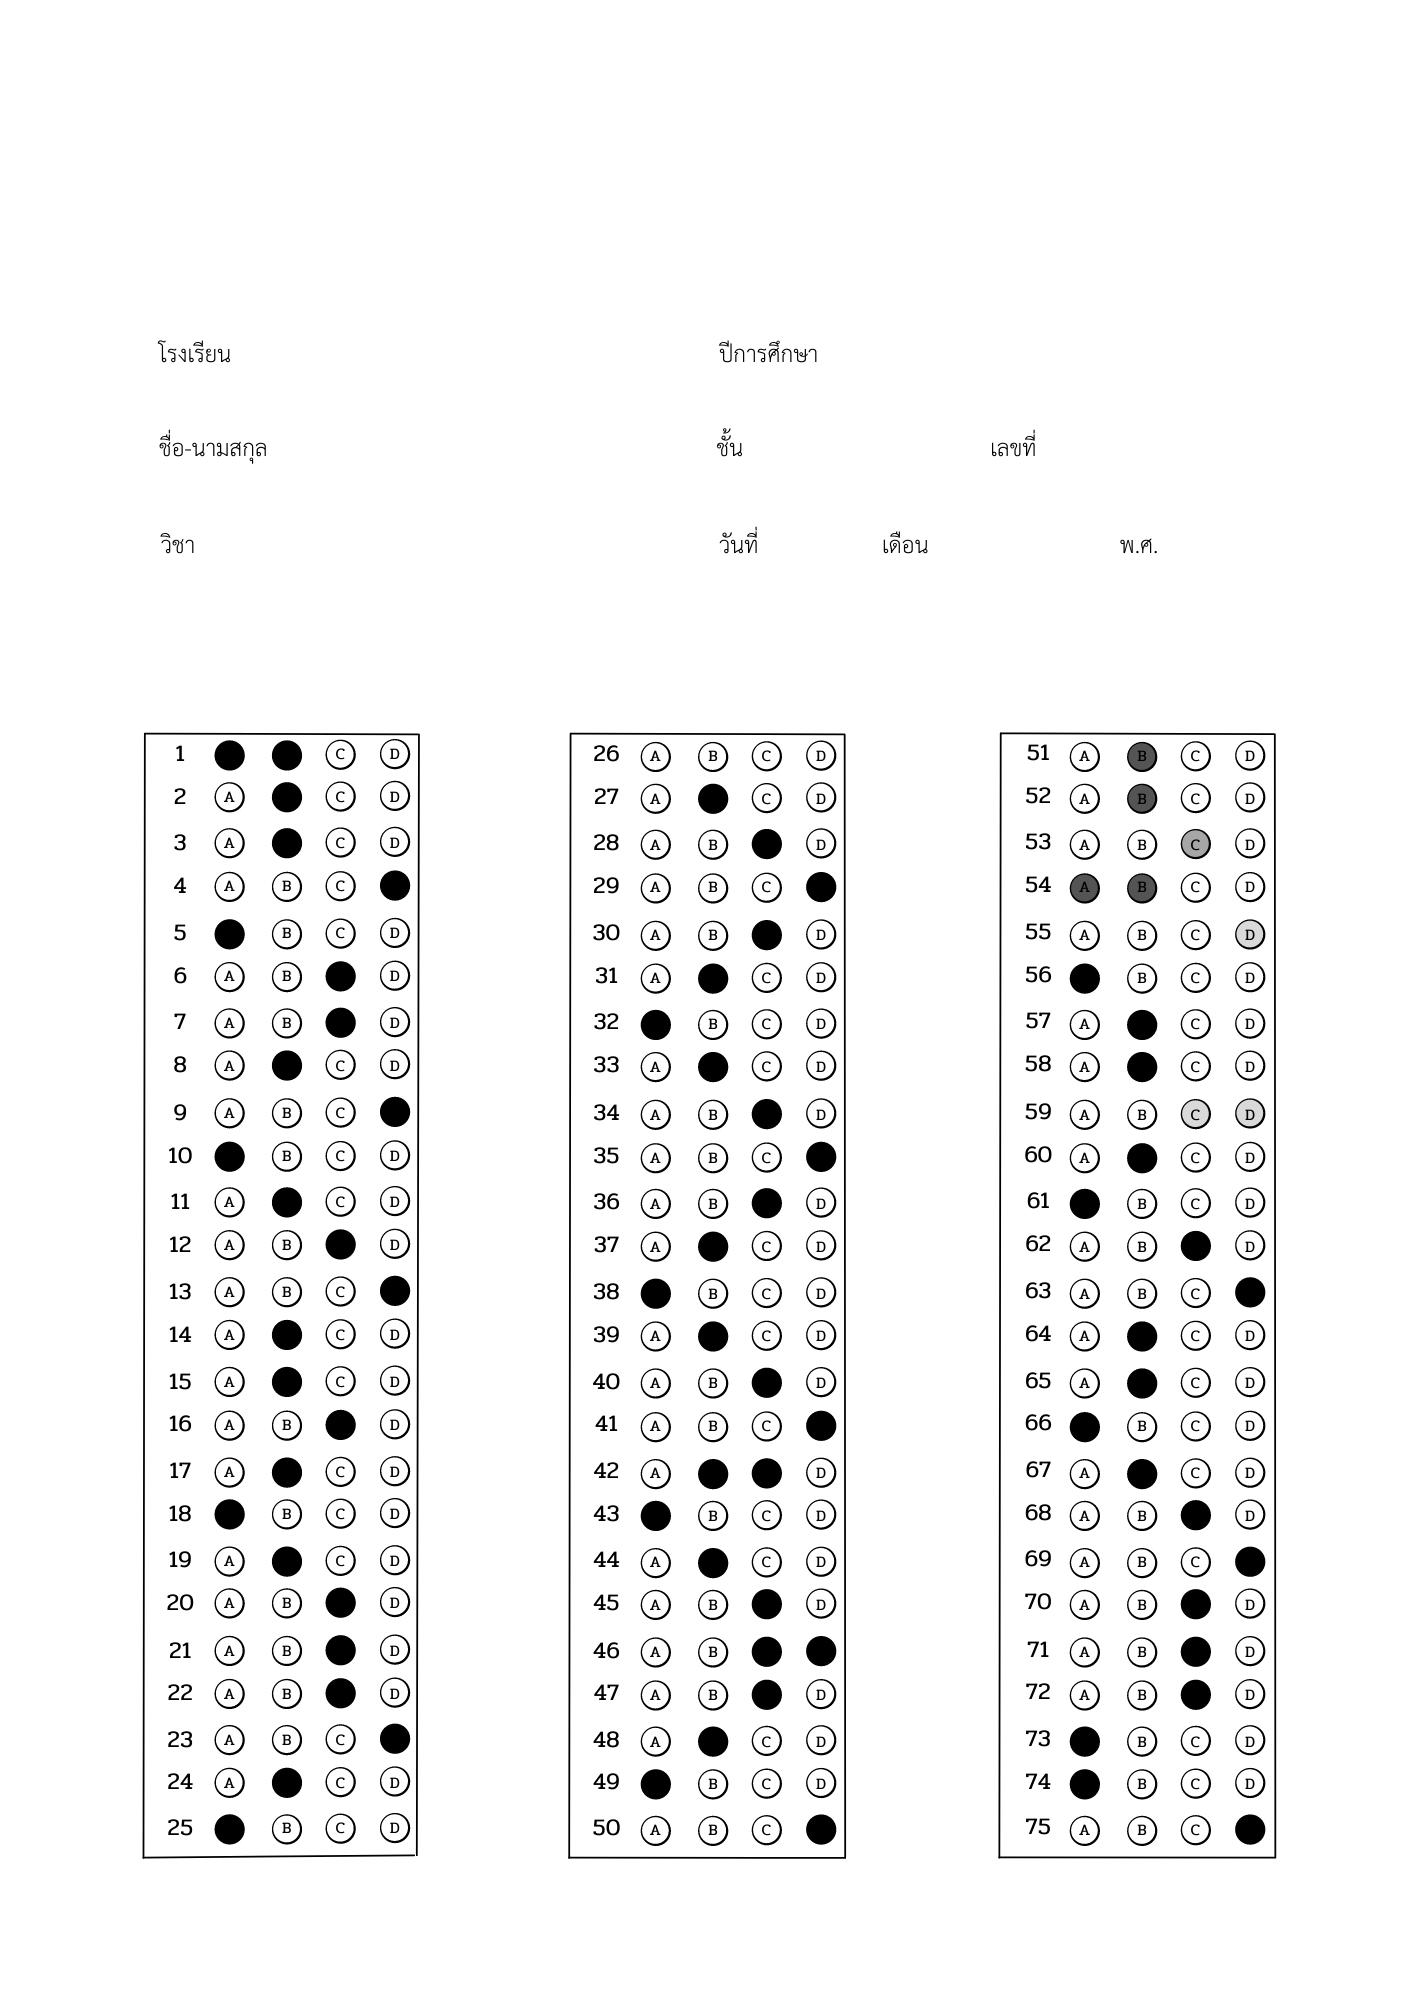 โรงเรียน ปีการศึกษา
ชื่อ-นามสกุล ชั้น เลขที่
วิชา วันที่ เดือน พ.ศ.
1 C D
2 A C D
3 A C D
4 A B C
5 B C D
6 A B D
7 A B D
8 A C D
9 A B C
10 B C D
11 A C D
12 A B D
13 A B C
14 A C D
15 A C D
16 A B D
17 A C D
18 B C D
19 A C D
20 A B D
21 A B D
22 A B D
23 A B C
24 A C D
25 B C D
26 A B C D
27 A C D
28 A B D
29 A B C
30 A B D
31 A C D
32 B C D
33 A C D
34 A B D
35 A B C
36 A B D
37 A C D
38 B C D
39 A C D
40 A B D
41 A B C
42 A D
43 B C D
44 A C D
45 A B D
46 A B
47 A B D
48 A C D
49 B C D
50 A B C
51 A B C D
52 A B C D
53 A B C D
54 A B C D
55 A B C D
56 B C D
57 A C D
58 A C D
59 A B C D
60 A C D
61 B C D
62 A B D
63 A B C
64 A C D
65 A C D
66 B C D
67 A C D
68 A B D
69 A B C
70 A B D
71 A B D
72 A B D
73 B C D
74 B C D
75 A B C